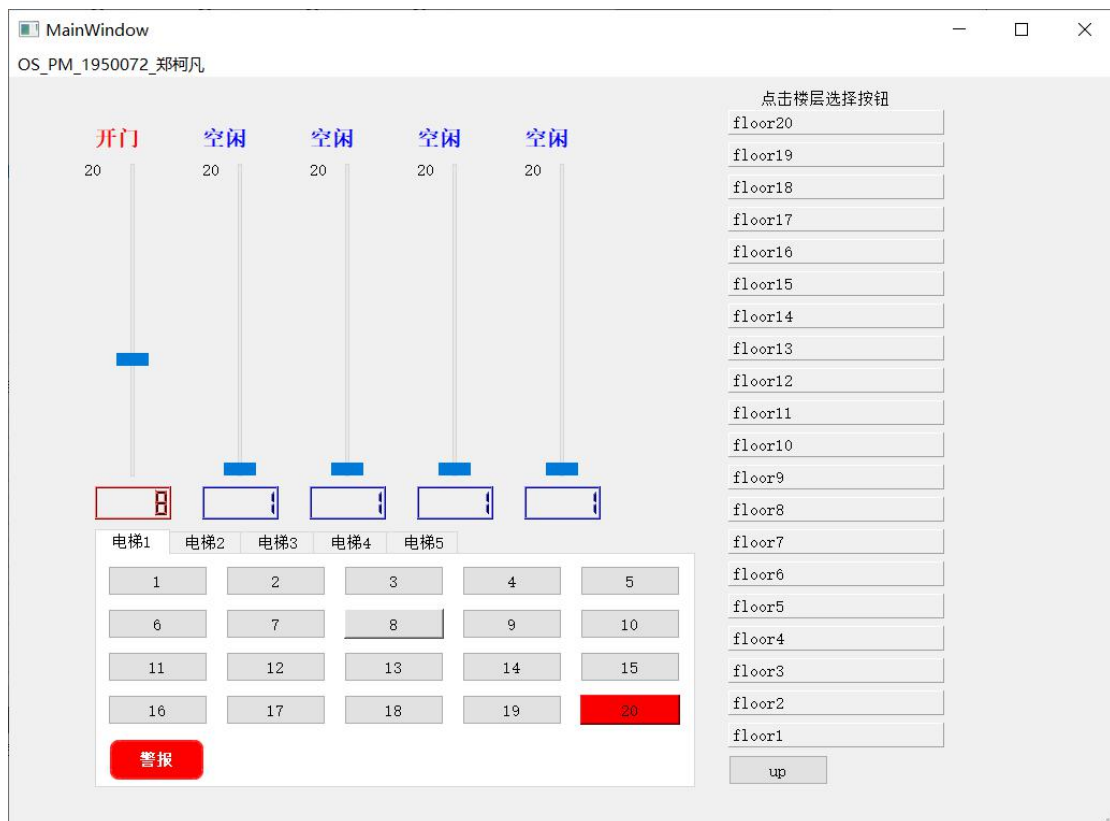 MainWindow
OS_PM_1950072_郑柯凡
开门 空闲 空闲 空闲 空闲
20 20 20 20 20
8 1 1 1 1
电梯1 电梯2 电梯3 电梯4 电梯5
1 2 3 4 5
6 7 8 9 10
11 12 13 14 15
16 17 18 19 20
警报
点击楼层选择按钮
floor20
floor19
floor18
floor17
floor16
floor15
floor14
floor13
floor12
floor11
floor10
floor9
floor8
floor7
floor6
floor5
floor4
floor3
floor2
floor1
up